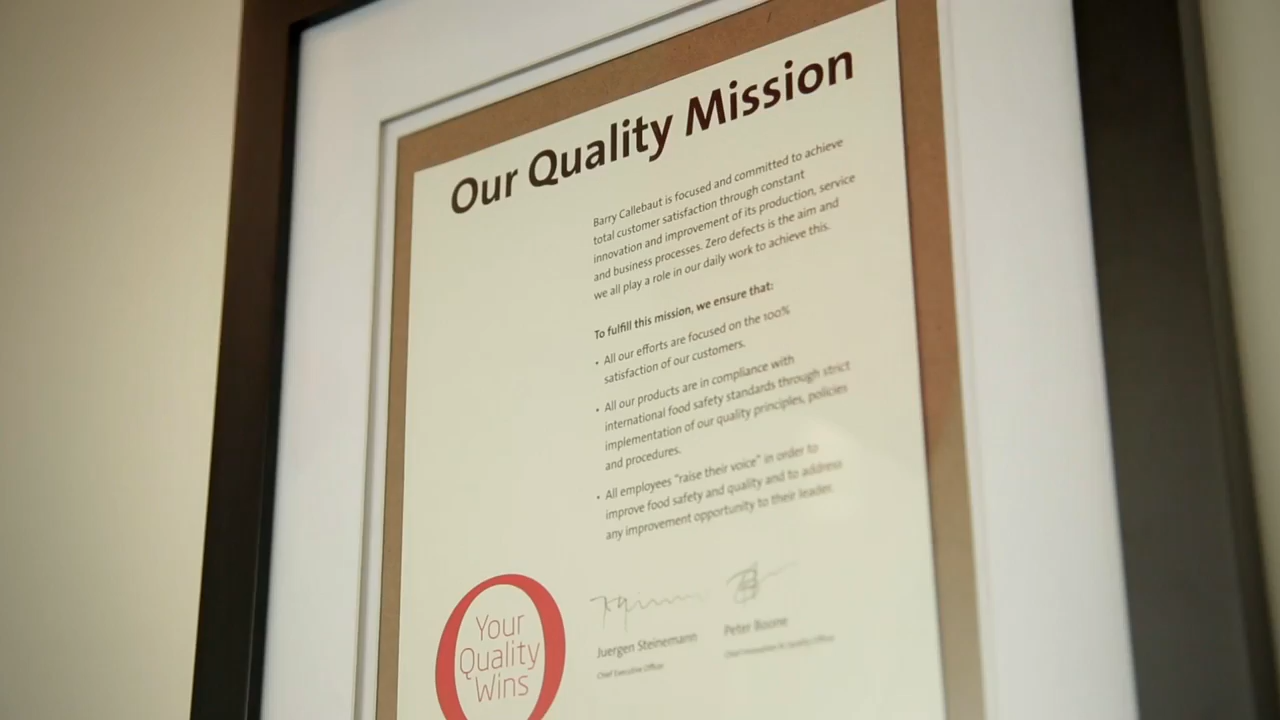 Our Quality Mission
Barry Callebaut is focused and committed to achieve
total customer satisfaction through constant
innovation and improvement of its production, service
and business processes. Zero defects is the aim and
we all play a role in our daily work to achieve this.
To fulfill this mission, we ensure that:
• All our efforts are focused on the 100%
satisfaction of our customers.
• All our products are in compliance with
international food safety standards through strict
implementation of our quality principles, policies
and procedures.
• All employees "raise their voice" in order to
improve food safety and quality and to address
any improvement opportunity to their leader.
Your
Quality
Wins
Juergen Steinemann
Chief Executive Officer
Peter Boone
Chief Innovation & Quality Officer